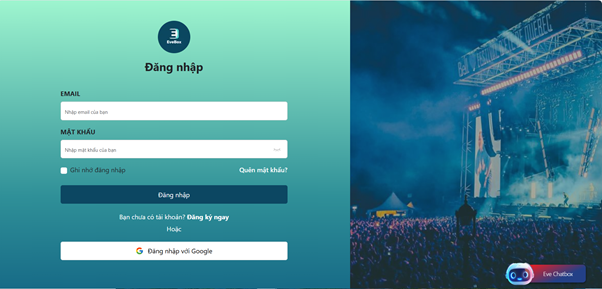 EveBox
Đăng nhập
EMAIL
Nhập email của bạn
MẬT KHẨU
Nhập mật khẩu của bạn
Ghi nhớ đăng nhập
Quên mật khẩu?
Đăng nhập
Bạn chưa có tài khoản? Đăng ký ngay
Hoặc
Đăng nhập với Google
Eve Chatbox